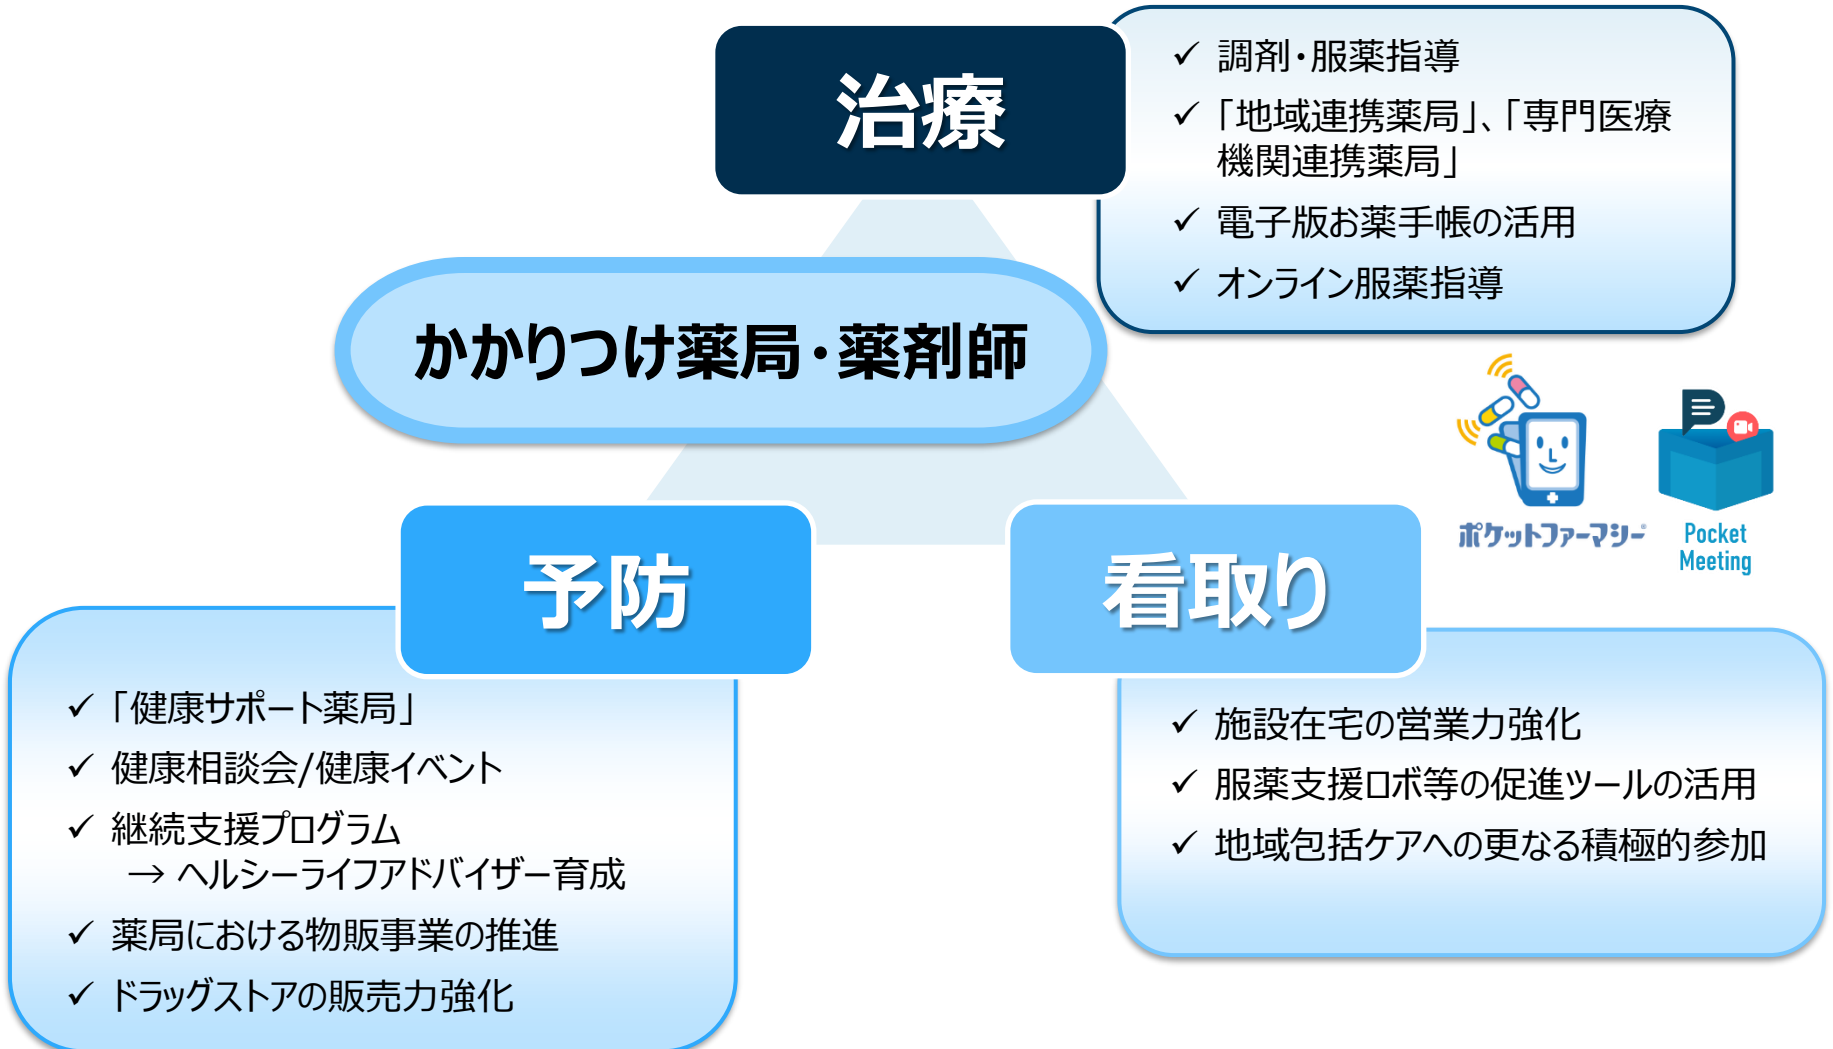 治療
✓ 調剤・服薬指導
✓ 「地域連携薬局」、「専門医療
機関連携薬局」
✓ 電子版お薬手帳の活用
✓ オンライン服薬指導
かかりつけ薬局・薬剤師
ポケットファーマシー®
Pocket
Meeting
予防
✓ 「健康サポート薬局」
✓ 健康相談会/健康イベント
✓ 継続支援プログラム
→ ヘルシーライフアドバイザー育成
✓ 薬局における物販事業の推進
✓ ドラッグストアの販売力強化
看取り
✓ 施設在宅の営業力強化
✓ 服薬支援ロボ等の促進ツールの活用
✓ 地域包括ケアへの更なる積極的参加